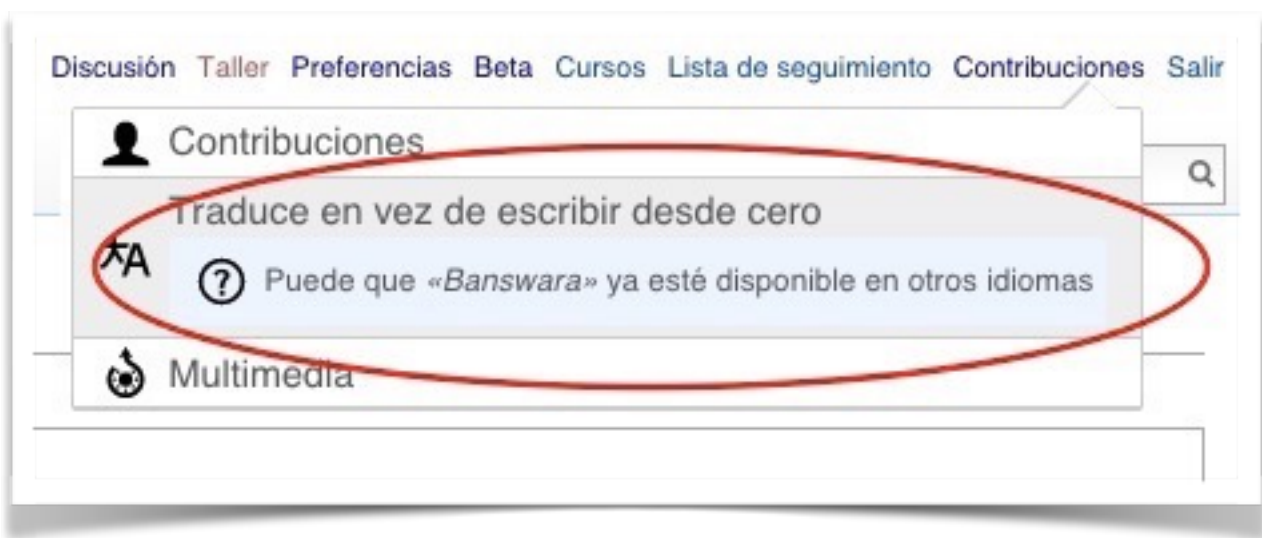 Discusión Taller Preferencias Beta Cursos Lista de seguimiento Contribuciones Salir
Contribuciones
Traduce en vez de escribir desde cero
Puede que «Banswara» ya esté disponible en otros idiomas
Multimedia